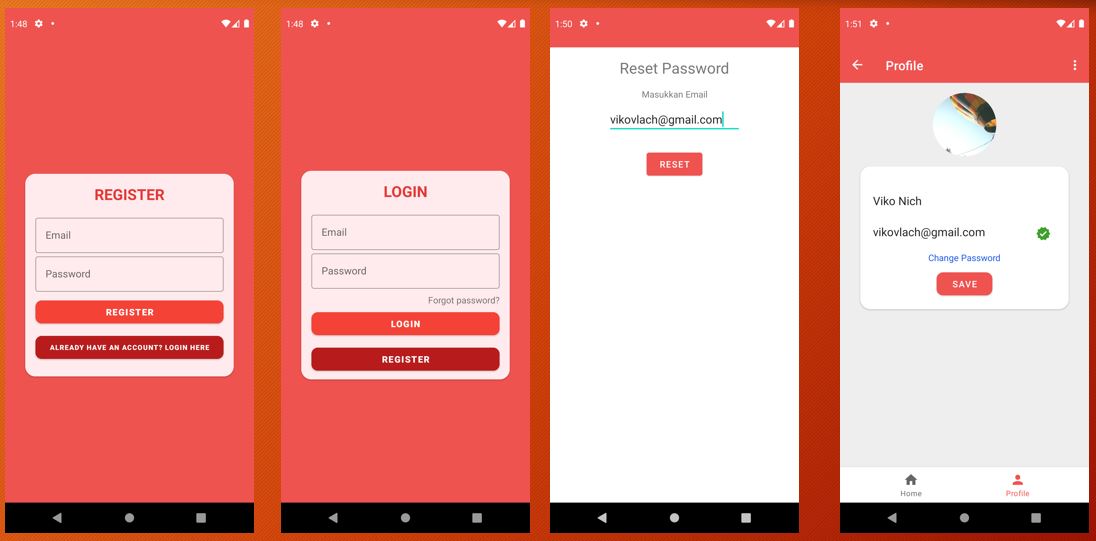 1:48
REGISTER
Email
Password
REGISTER
ALREADY HAVE AN ACCOUNT? LOGIN HERE
1:48
LOGIN
Email
Password
Forgot password?
LOGIN
REGISTER
1:50
Reset Password
Masukkan Email
vikovlach@gmail.com
RESET
1:51
Profile
Viko Nich
vikovlach@gmail.com
Change Password
SAVE
Home Profile